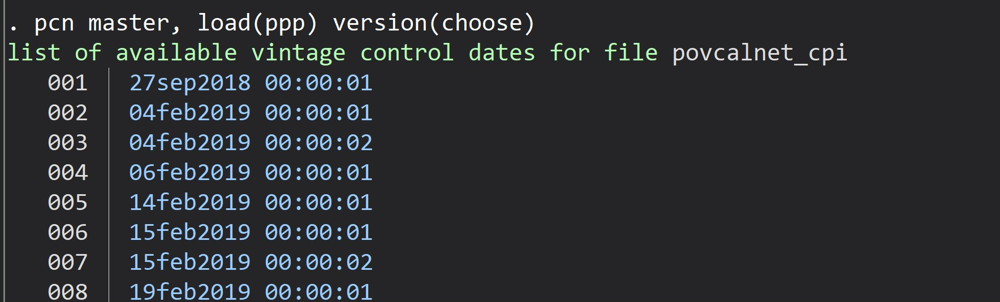 . pcn master, load(ppp) version(choose)
list of available vintage control dates for file povcalnet_cpi
001 27sep2018 00:00:01
002 04feb2019 00:00:01
003 04feb2019 00:00:02
004 06feb2019 00:00:01
005 14feb2019 00:00:01
006 15feb2019 00:00:01
007 15feb2019 00:00:02
008 19feb2019 00:00:01